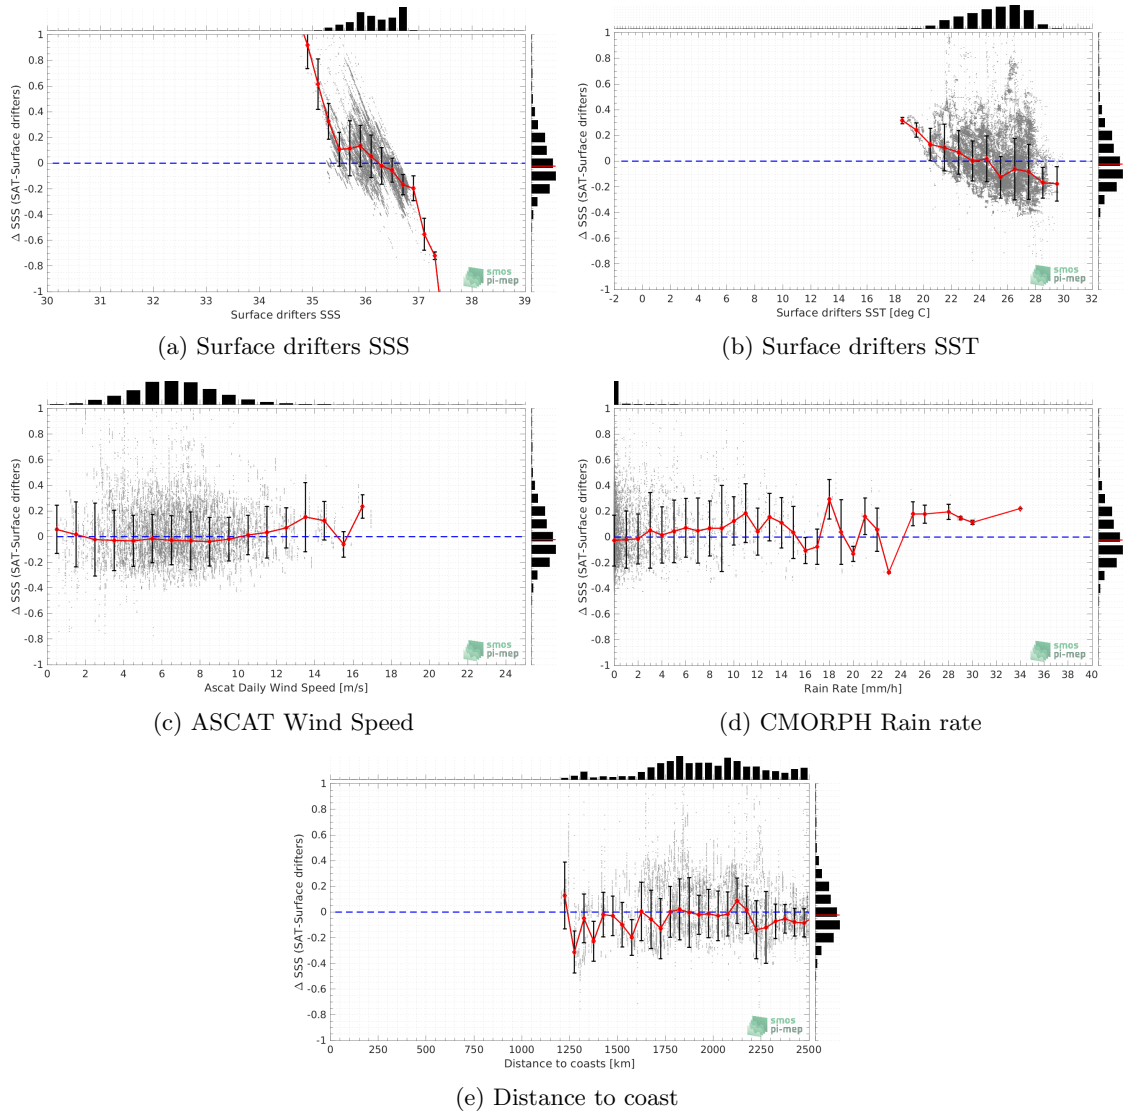 1
0.8
0.6
0.4
0.2
0
-0.2
-0.4
-0.6
-0.8
-1
Δ SSS (SAT-Surface drifters)
30 31 32 33 34 35 36 37 38 39
Surface drifters SSS
smos
pi-mep
(a) Surface drifters SSS
1
0.8
0.6
0.4
0.2
0
-0.2
-0.4
-0.6
-0.8
-1
Δ SSS (SAT-Surface drifters)
-2 0 2 4 6 8 10 12 14 16 18 20 22 24 26 28 30 32
Surface drifters SST [deg C]
smos
pi-mep
(b) Surface drifters SST
1
0.8
0.6
0.4
0.2
0
-0.2
-0.4
-0.6
-0.8
-1
Δ SSS (SAT-Surface drifters)
0 2 4 6 8 10 12 14 16 18 20 22 24
Ascat Daily Wind Speed [m/s]
smos
pi-mep
(c) ASCAT Wind Speed
1
0.8
0.6
0.4
0.2
0
-0.2
-0.4
-0.6
-0.8
-1
Δ SSS (SAT-Surface drifters)
0 2 4 6 8 10 12 14 16 18 20 22 24 26 28 30 32 34 36 38 40
Rain Rate [mm/h]
smos
pi-mep
(d) CMORPH Rain rate
1
0.8
0.6
0.4
0.2
0
-0.2
-0.4
-0.6
-0.8
-1
Δ SSS (SAT-Surface drifters)
0 250 500 750 1000 1250 1500 1750 2000 2250 2500
Distance to coasts [km]
smos
pi-mep
(e) Distance to coast